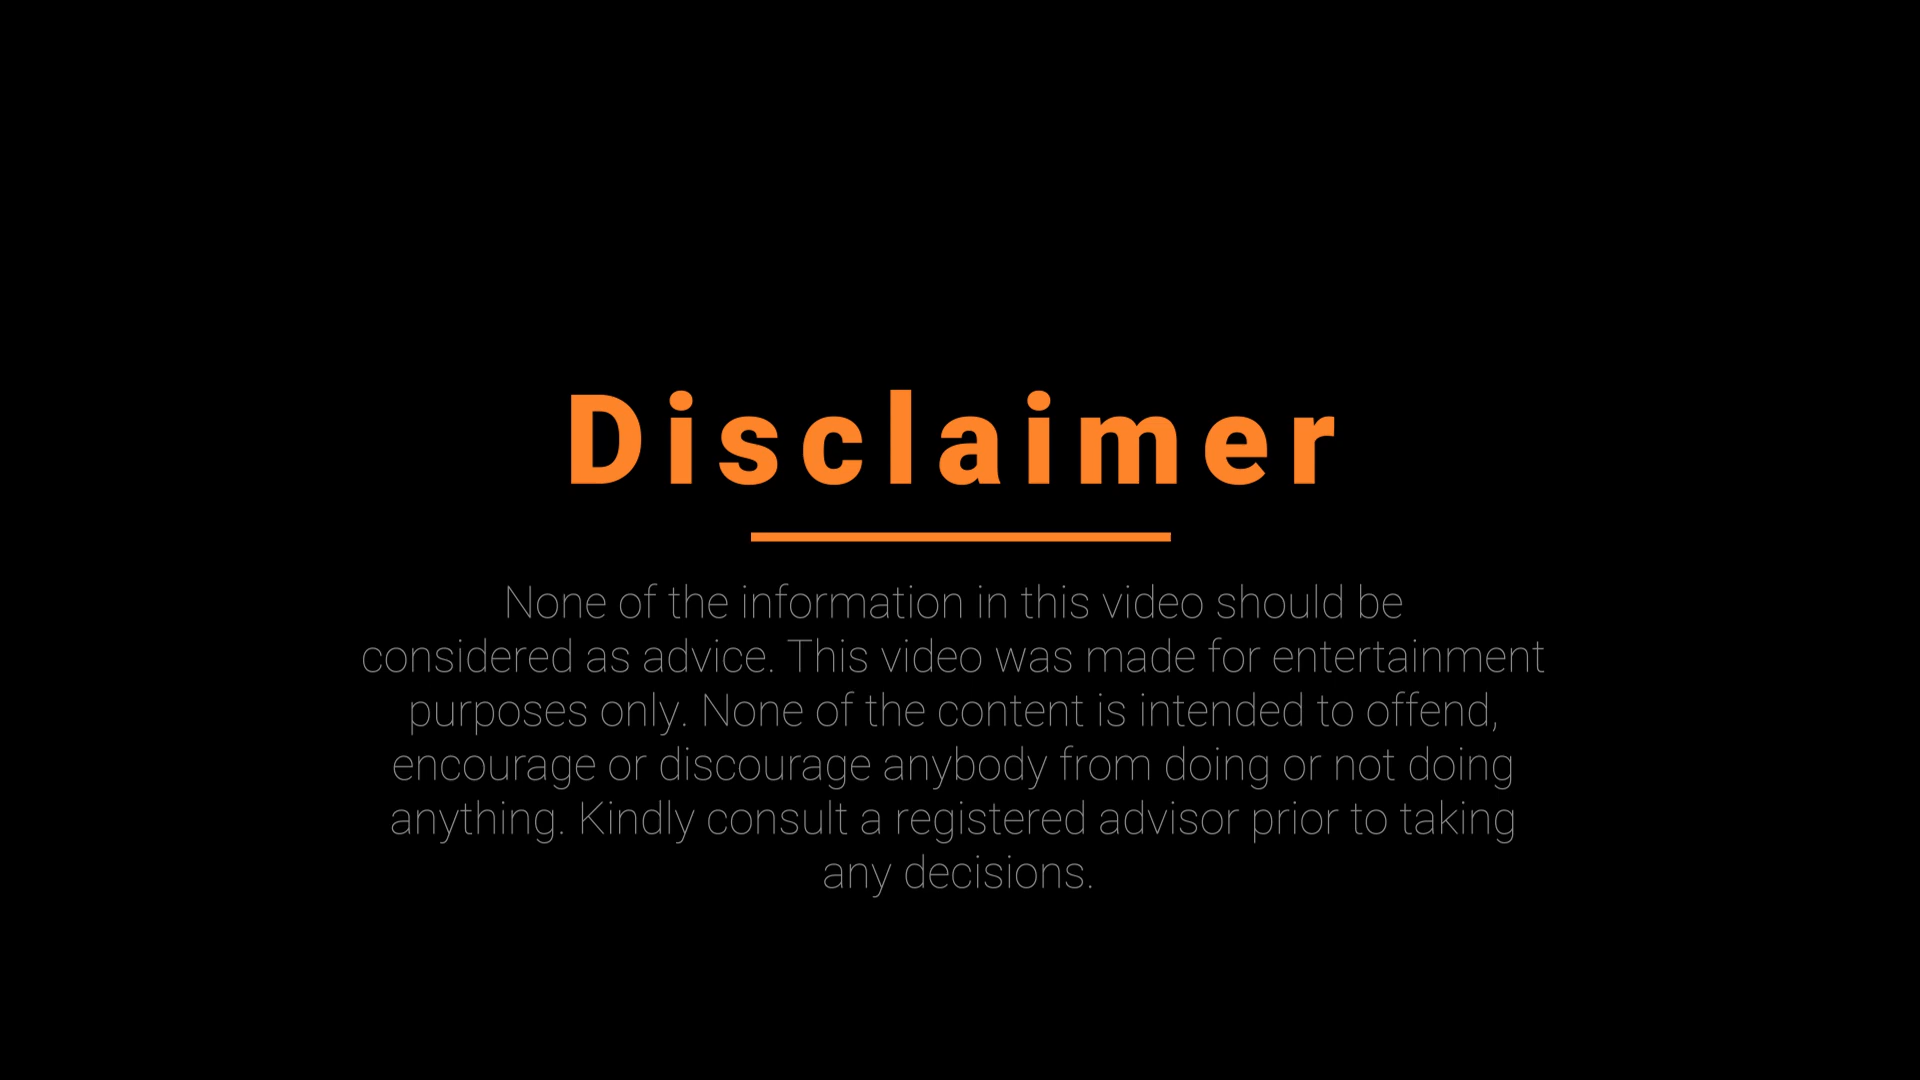 Disclaimer
None of the information in this video should be
considered as advice. This video was made for entertainment
purposes only. None of the content is intended to offend,
encourage or discourage anybody from doing or not doing
anything. Kindly consult a registered advisor prior to taking
any decisions.